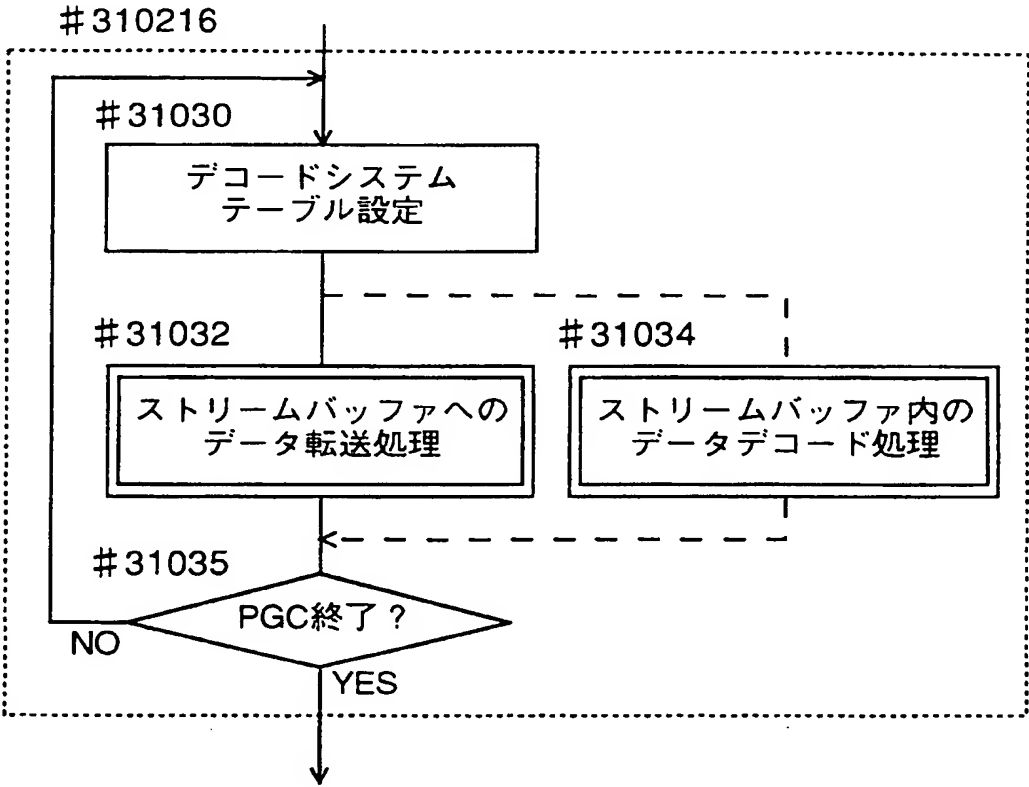 #310216
#31030
デコードシステム
テーブル設定
#31032
ストリームバッファへの
データ転送処理
#31034
ストリームバッファ内の
データデコード処理
#31035
PGC終了?
NO
YES